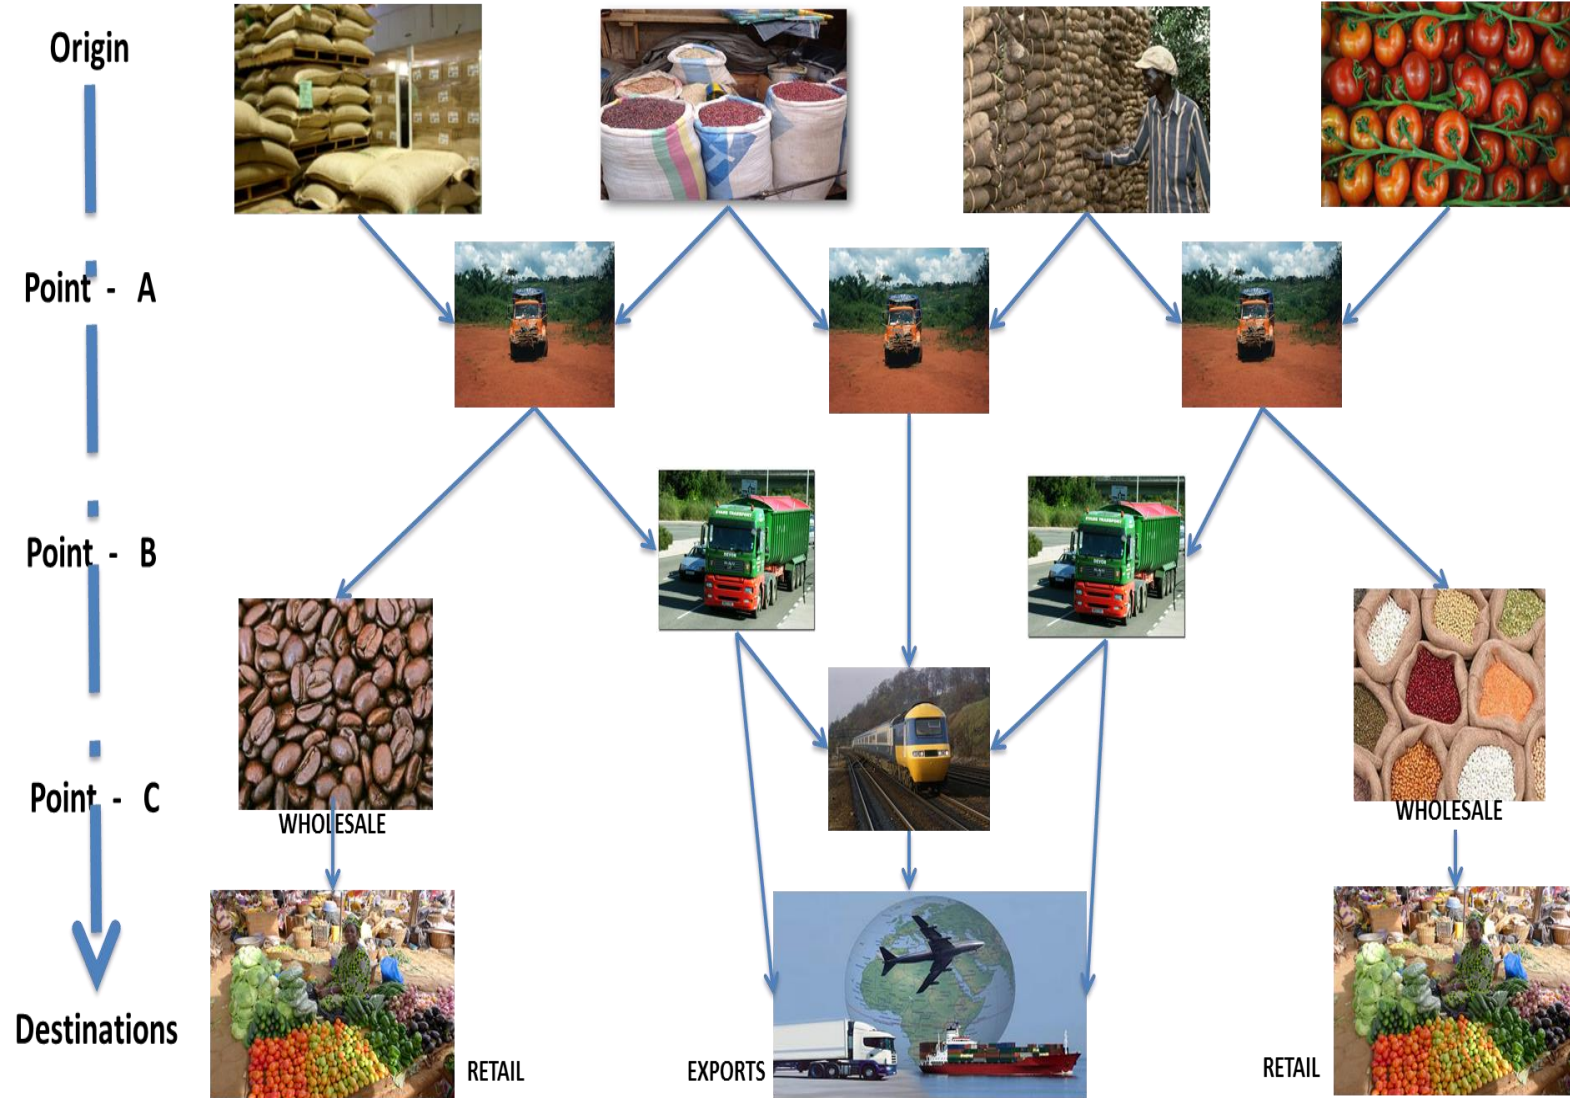 Origin
Point - A
Point - B
Point - C
WHOLESALE
WHOLESALE
Destinations
RETAIL
EXPORTS
RETAIL